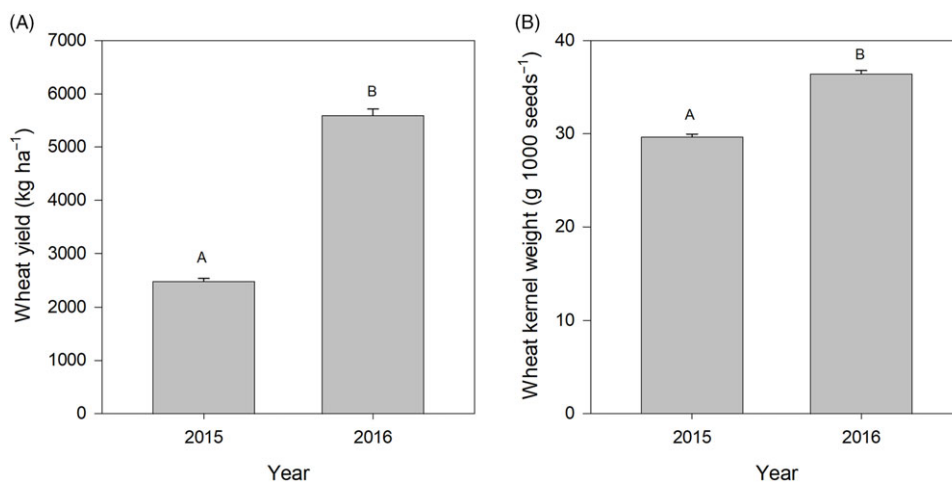 (A)
7000
6000
5000
4000
3000
2000
1000
0
Wheat yield (kg ha⁻¹)
A
B
2015
2016
Year
(B)
40
30
20
10
0
Wheat kernel weight (g 1000 seeds⁻¹)
A
B
2015
2016
Year